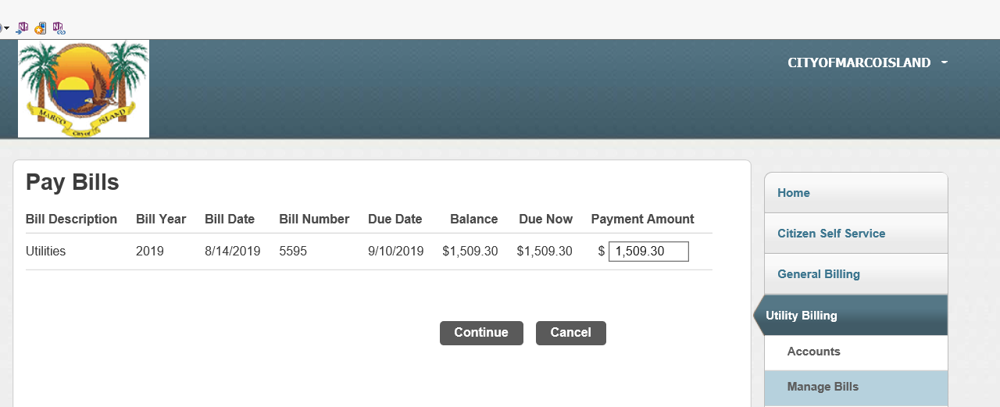 CITYOFMARCOISLAND
MARCO ISLAND
City of
Pay Bills
Bill Description Bill Year Bill Date Bill Number Due Date Balance Due Now Payment Amount
Utilities 2019 8/14/2019 5595 9/10/2019 $1,509.30 $1,509.30 $ 1,509.30
Continue Cancel
Home
Citizen Self Service
General Billing
Utility Billing
Accounts
Manage Bills